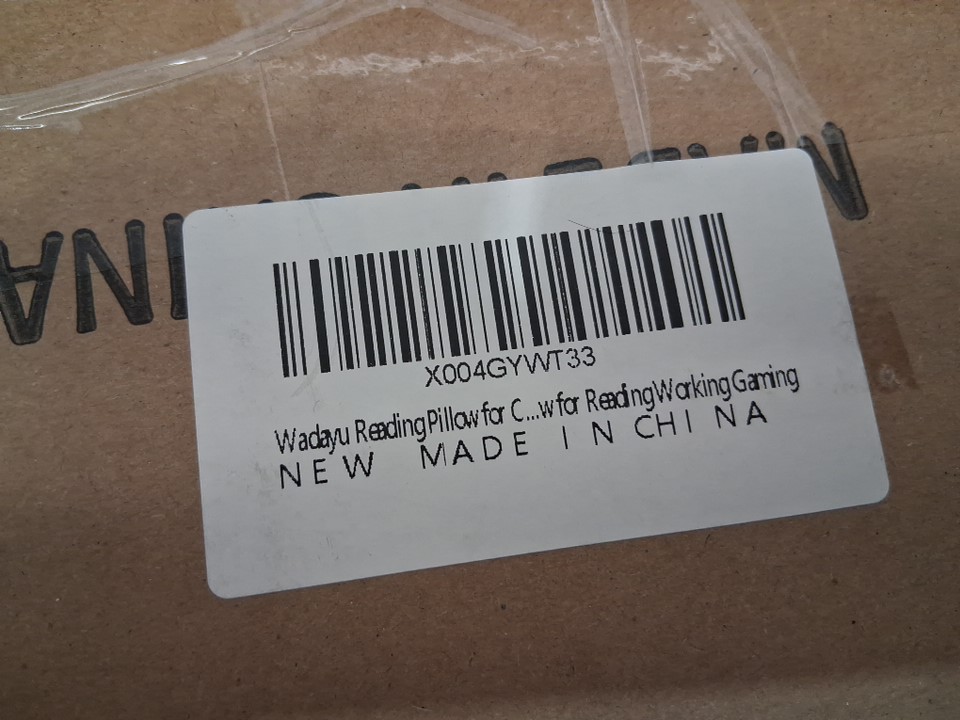 X004GYWT33
Wadayu Reading Pillow for C...w for Reading Working Gaming
NEW MADE IN CHINA